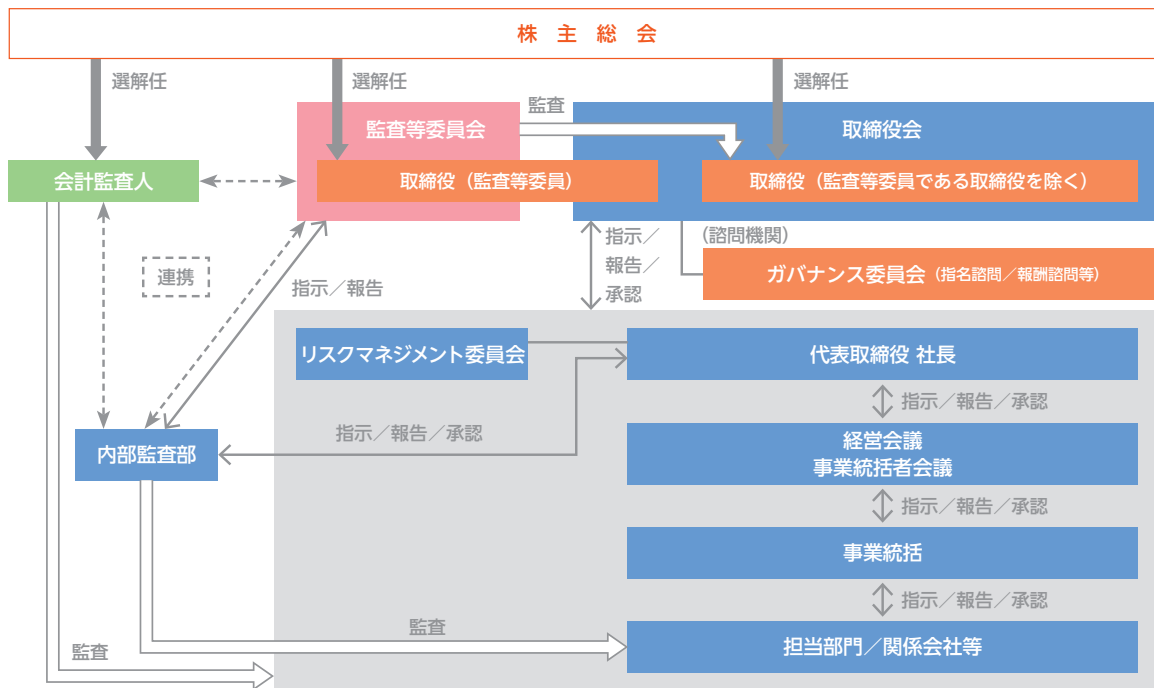 株主総会
選解任
選解任
選解任
監査
監査等委員会
取締役会
会計監査人
取締役（監査等委員）
取締役（監査等委員である取締役を除く）
指示／
報告／
承認
（諮問機関）
ガバナンス委員会（指名諮問／報酬諮問等）
連携
指示／報告
リスクマネジメント委員会
代表取締役 社長
指示／報告／承認
指示／報告／承認
内部監査部
経営会議
事業統括者会議
指示／報告／承認
事業統括
指示／報告／承認
監査
監査
担当部門／関係会社等